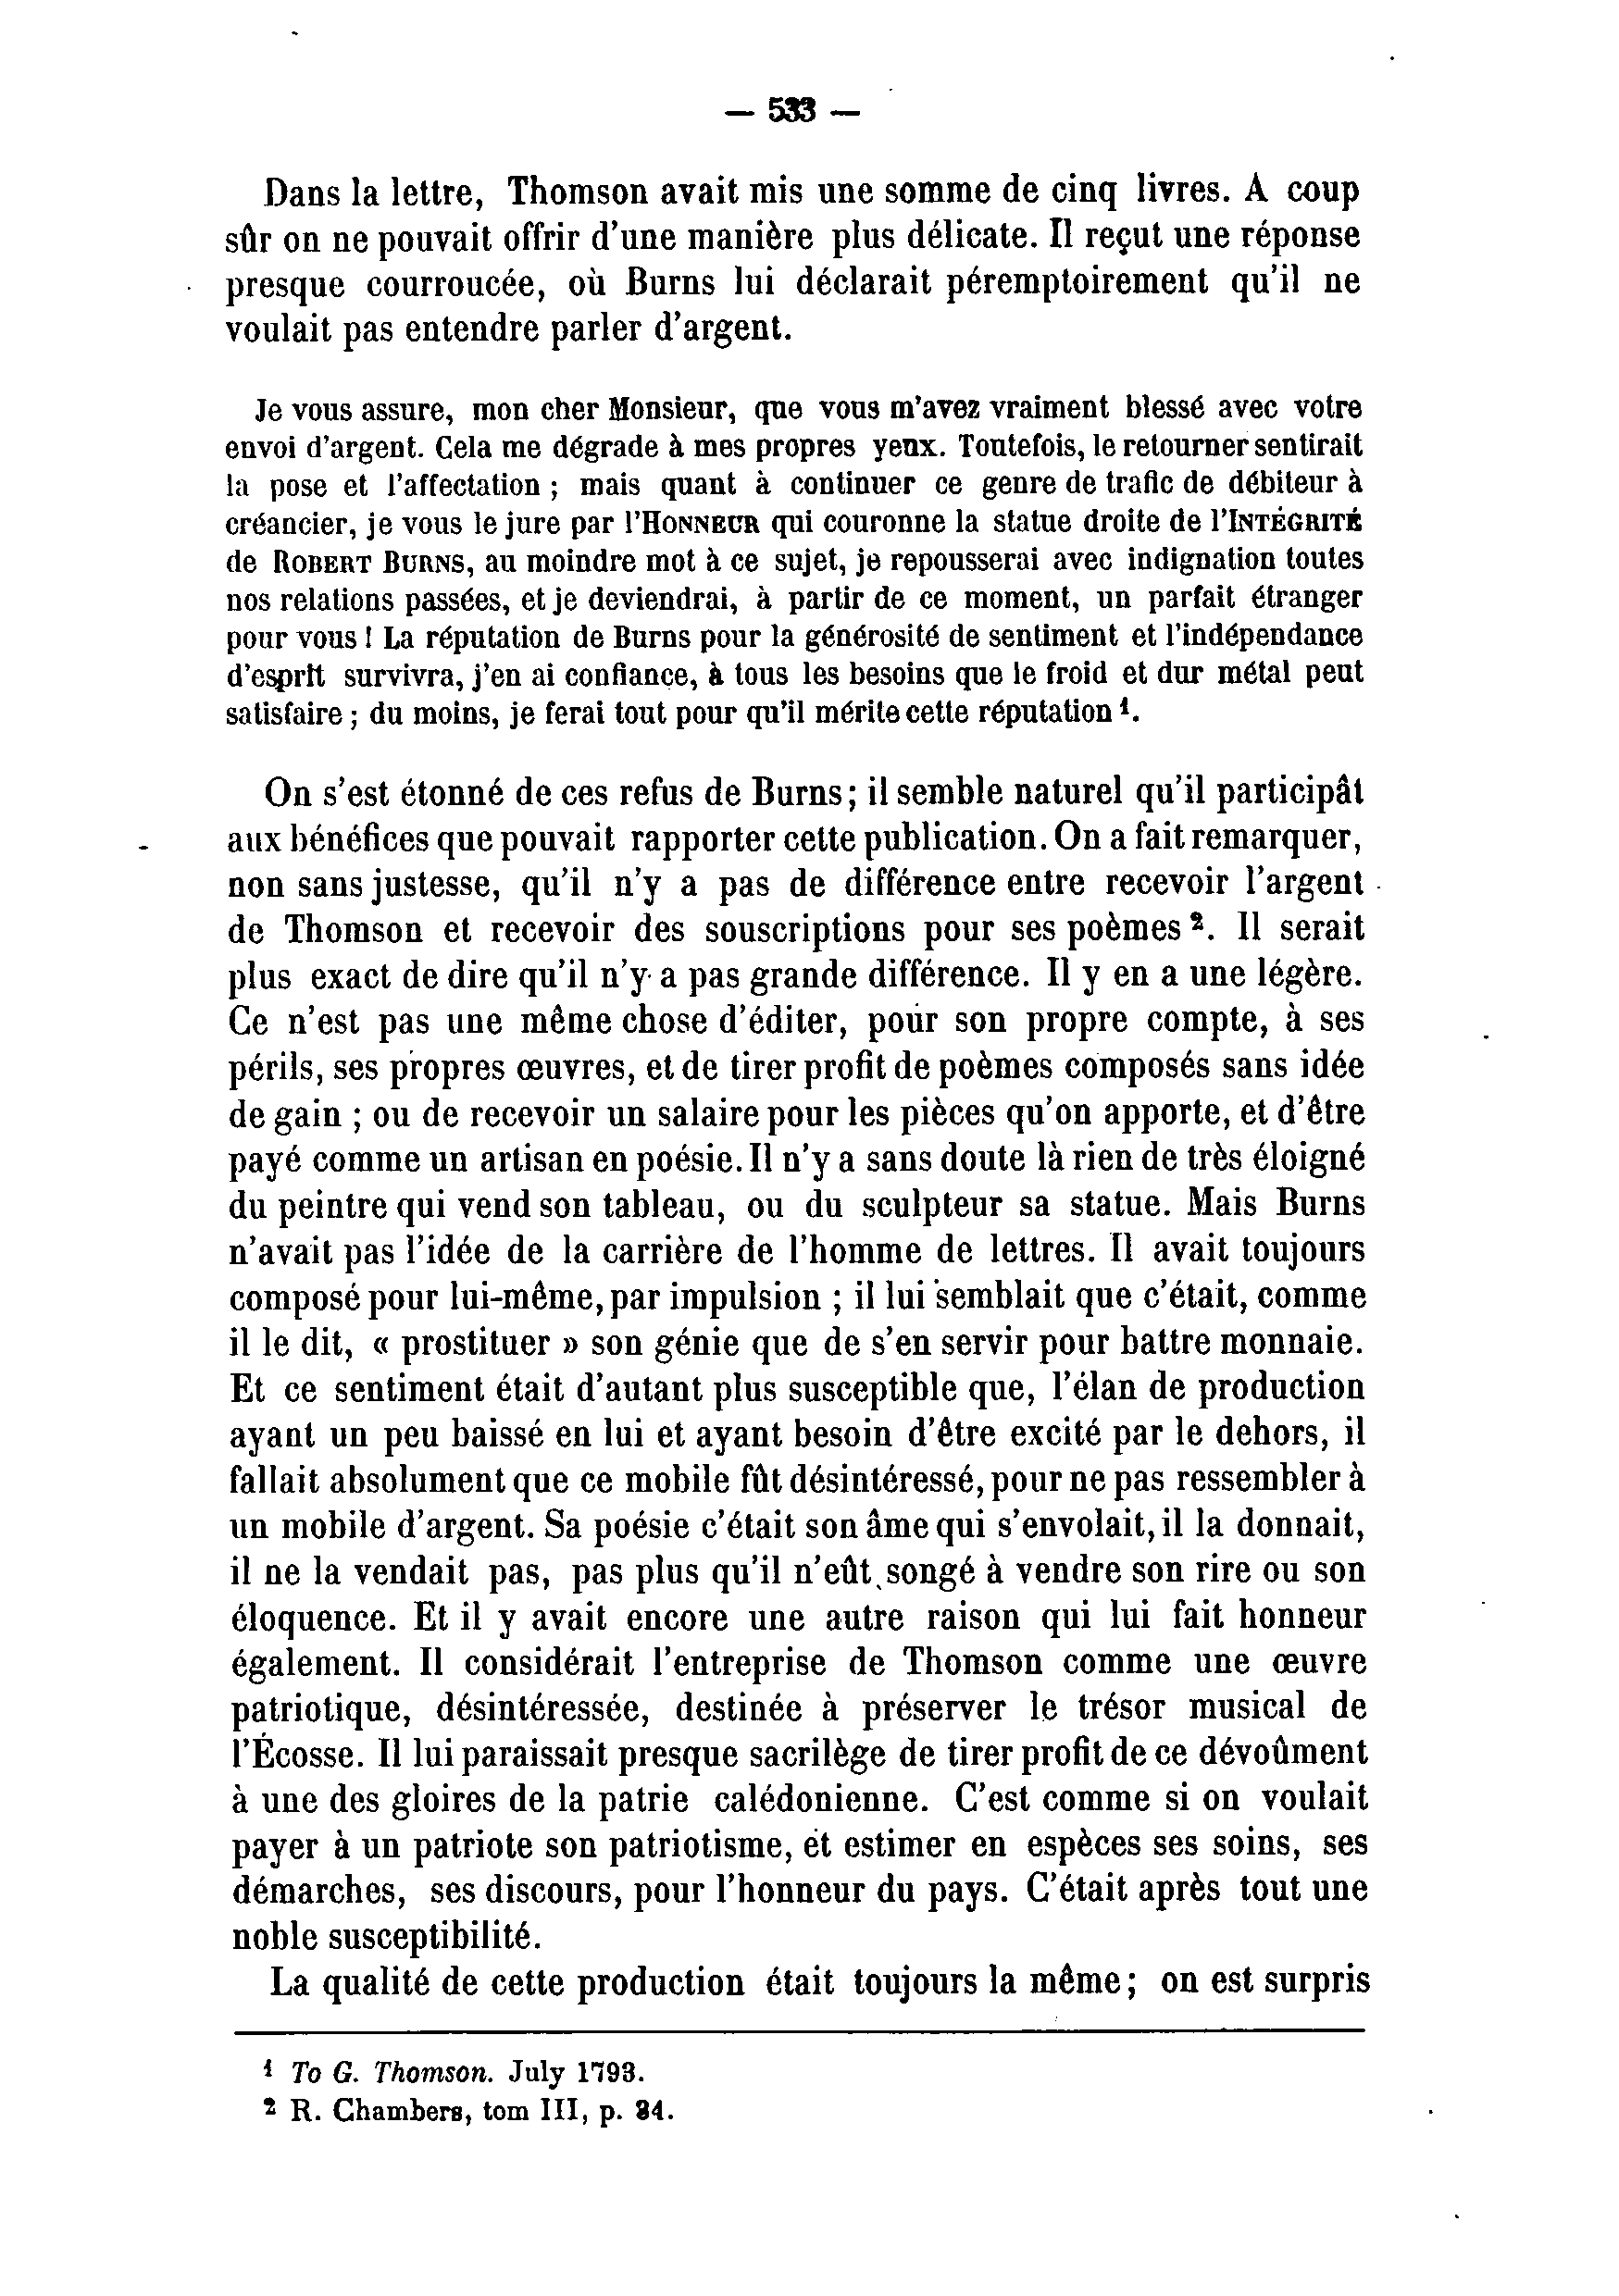 — 533 —
Dans la lettre, Thomson avait mis une somme de cinq livres. A coup
sûr on ne pouvait offrir d'une manière plus délicate. Il reçut une réponse
presque courroucée, où Burns lui déclarait péremptoirement qu'il ne
voulait pas entendre parler d'argent.
Je vous assure, mon cher Monsieur, que vous m'avez vraiment blessé avec votre
envoi d'argent. Cela me dégrade à mes propres yeux. Toutefois, le retourner sentirait
la pose et l'affectation ; mais quant à continuer ce genre de trafic de débiteur à
créancier, je vous le jure par l'HONNEUR qui couronne la statue droite de l'INTÉGRITÉ
de ROBERT BURNS, au moindre mot à ce sujet, je repousserai avec indignation toutes
nos relations passées, et je deviendrai, à partir de ce moment, un parfait étranger
pour vous ! La réputation de Burns pour la générosité de sentiment et l'indépendance
d'esprit survivra, j'en ai confiance, à tous les besoins que le froid et dur métal peut
satisfaire ; du moins, je ferai tout pour qu'il mérite cette réputation ¹.
On s'est étonné de ces refus de Burns ; il semble naturel qu'il participât
aux bénéfices que pouvait rapporter cette publication. On a fait remarquer,
non sans justesse, qu'il n'y a pas de différence entre recevoir l'argent
de Thomson et recevoir des souscriptions pour ses poèmes ². Il serait
plus exact de dire qu'il n'y a pas grande différence. Il y en a une légère.
Ce n'est pas une même chose d'éditer, pour son propre compte, à ses
périls, ses propres œuvres, et de tirer profit de poèmes composés sans idée
de gain ; ou de recevoir un salaire pour les pièces qu'on apporte, et d'être
payé comme un artisan en poésie. Il n'y a sans doute là rien de très éloigné
du peintre qui vend son tableau, ou du sculpteur sa statue. Mais Burns
n'avait pas l'idée de la carrière de l'homme de lettres. Il avait toujours
composé pour lui-même, par impulsion ; il lui semblait que c'était, comme
il le dit, « prostituer » son génie que de s'en servir pour battre monnaie.
Et ce sentiment était d'autant plus susceptible que, l'élan de production
ayant un peu baissé en lui et ayant besoin d'être excité par le dehors, il
fallait absolument que ce mobile fût désintéressé, pour ne pas ressembler à
un mobile d'argent. Sa poésie c'était son âme qui s'envolait, il la donnait,
il ne la vendait pas, pas plus qu'il n'eût songé à vendre son rire ou son
éloquence. Et il y avait encore une autre raison qui lui fait honneur
également. Il considérait l'entreprise de Thomson comme une œuvre
patriotique, désintéressée, destinée à préserver le trésor musical de
l'Écosse. Il lui paraissait presque sacrilège de tirer profit de ce dévoûment
à une des gloires de la patrie calédonienne. C'est comme si on voulait
payer à un patriote son patriotisme, et estimer en espèces ses soins, ses
démarches, ses discours, pour l'honneur du pays. C'était après tout une
noble susceptibilité.
La qualité de cette production était toujours la même ; on est surpris
¹ To G. Thomson. July 1793.
² R. Chambers, tom III, p. 34.